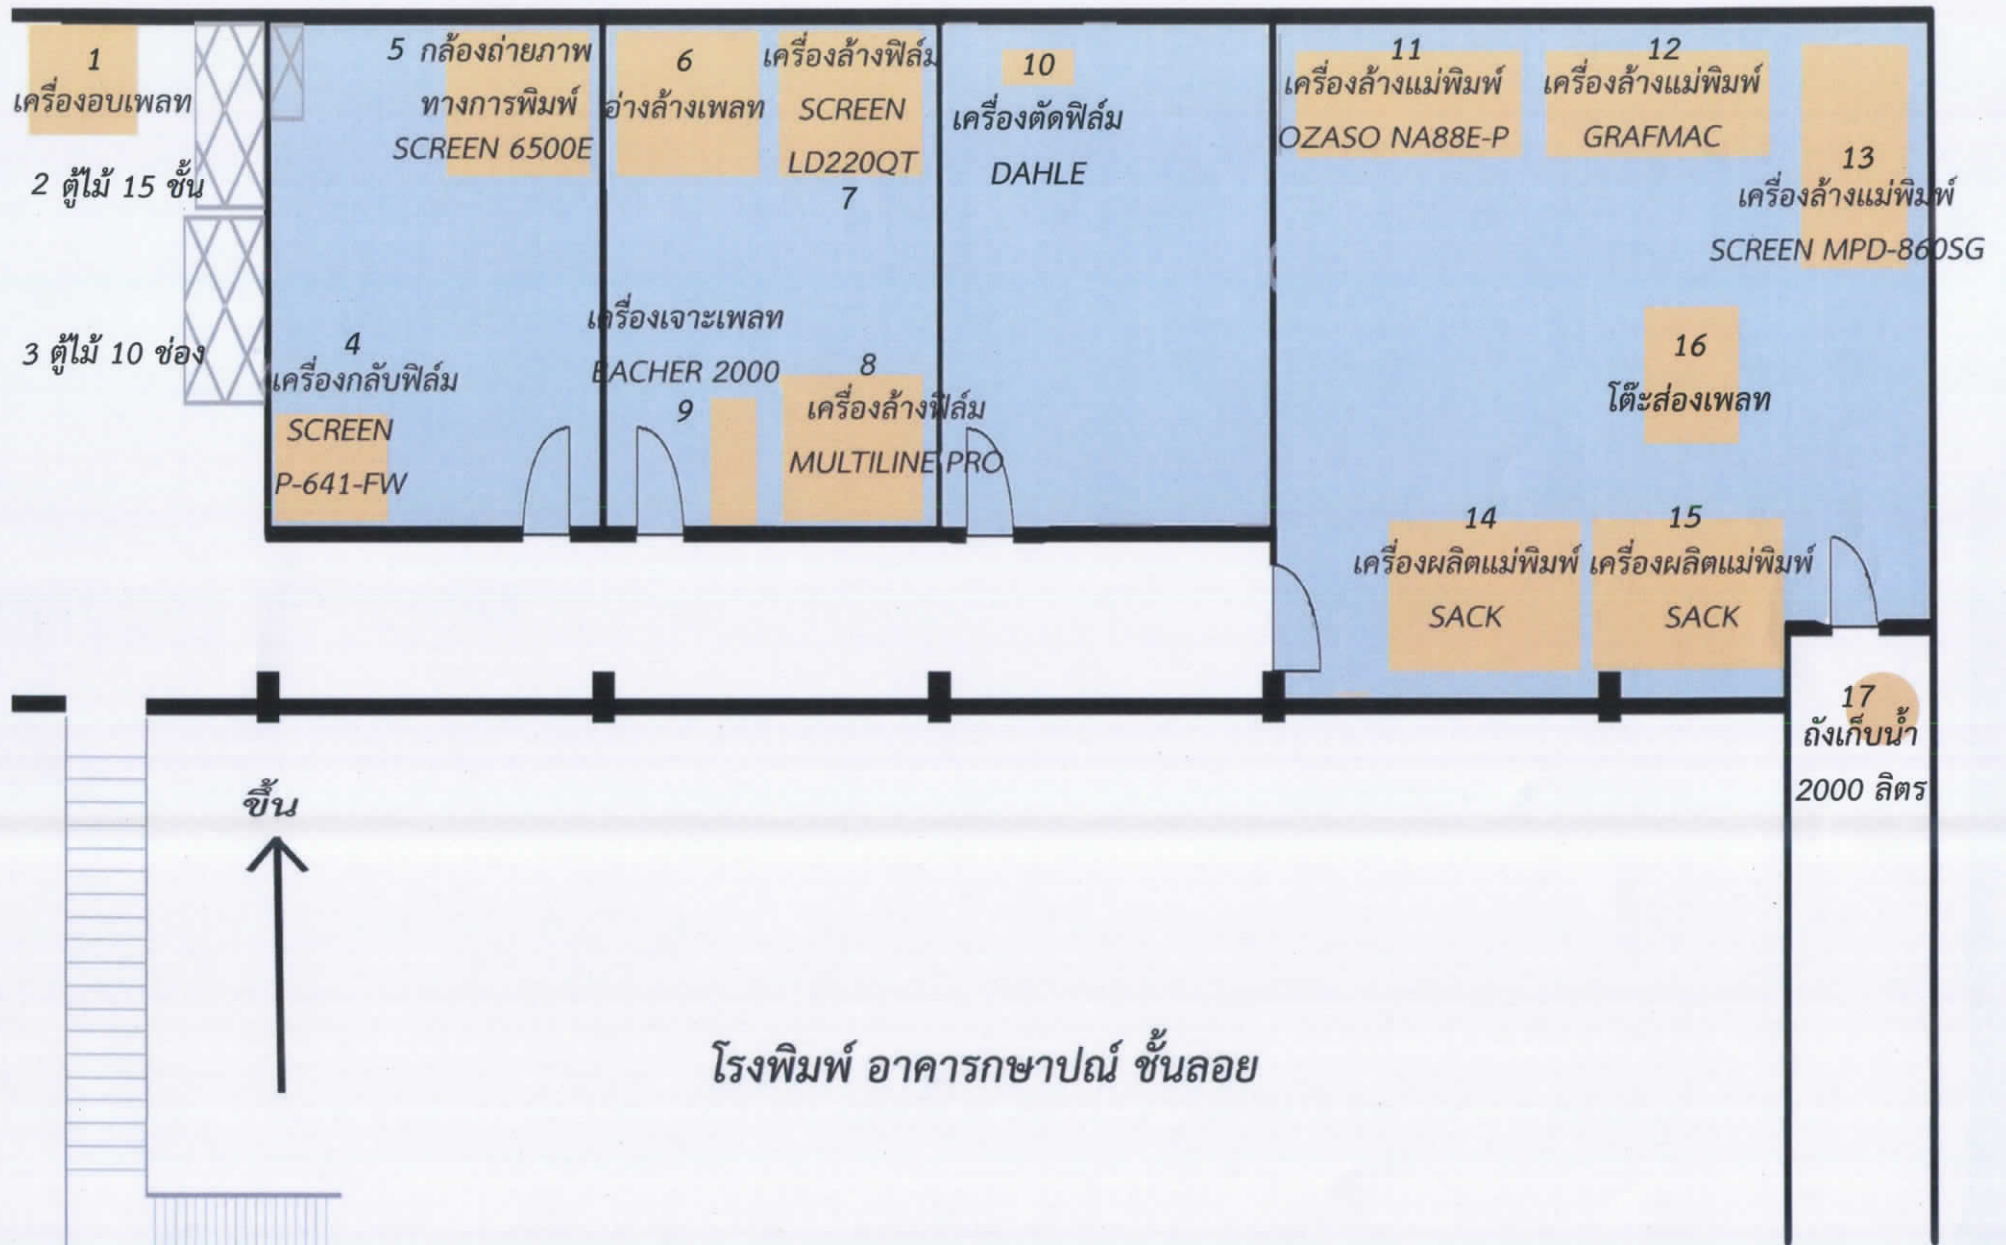 1
เครื่องอบเพลท
2 ตู้ไม้ 15 ชั้น
3 ตู้ไม้ 10 ช่อง
4
เครื่องกลับฟิล์ม
SCREEN
P-641-FW
5 กล้องถ่ายภาพ
ทางการพิมพ์
SCREEN 6500E
6
อ่างล้างเพลท
เครื่องล้างฟิล์ม
SCREEN
LD220QT
7
8
เครื่องล้างฟิล์ม
MULTILINE PRO
เครื่องเจาะเพลท
BACHER 2000
9
10
เครื่องตัดฟิล์ม
DAHLE
11
เครื่องล้างแม่พิมพ์
OZASO NA88E-P
12
เครื่องล้างแม่พิมพ์
GRAFMAC
13
เครื่องล้างแม่พิมพ์
SCREEN MPD-860SG
14
เครื่องผลิตแม่พิมพ์
SACK
15
เครื่องผลิตแม่พิมพ์
SACK
16
โต๊ะส่องเพลท
17
ถังเก็บน้ำ
2000 ลิตร
ขึ้น
โรงพิมพ์ อาคารกษาปณ์ ชั้นลอย